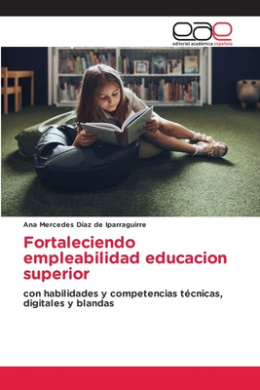 eae
editorial académica española
Ana Mercedes Díaz de Iparraguirre
Fortaleciendo
empleabilidad educacion
superior
con habilidades y competencias técnicas,
digitales y blandas